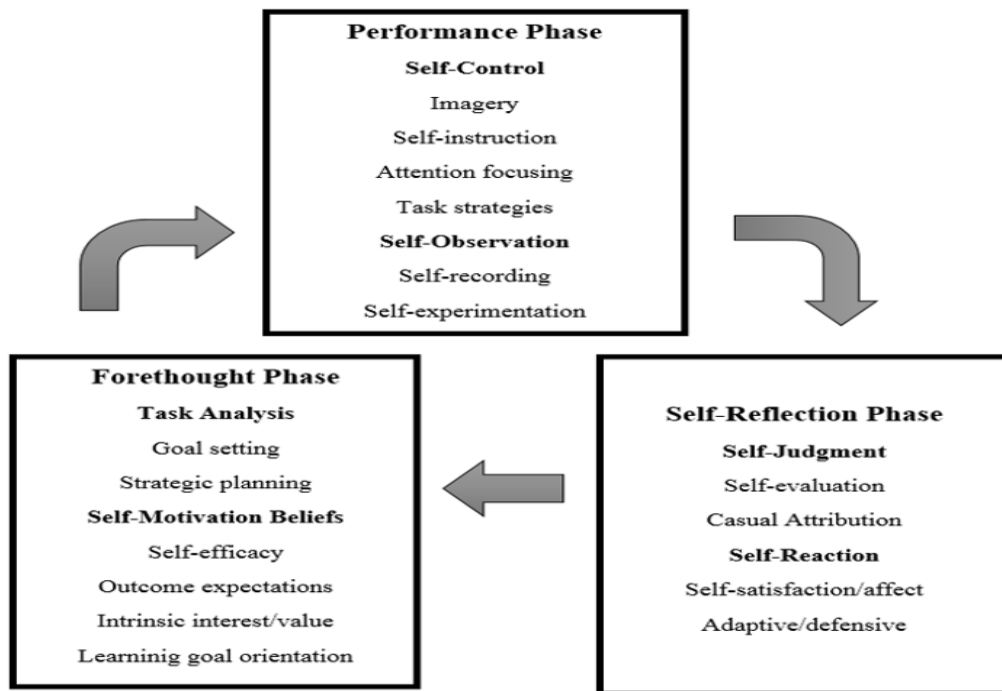 Performance Phase
Self-Control
Imagery
Self-instruction
Attention focusing
Task strategies
Self-Observation
Self-recording
Self-experimentation
Forethought Phase
Task Analysis
Goal setting
Strategic planning
Self-Motivation Beliefs
Self-efficacy
Outcome expectations
Intrinsic interest/value
Learninig goal orientation
Self-Reflection Phase
Self-Judgment
Self-evaluation
Casual Attribution
Self-Reaction
Self-satisfaction/affect
Adaptive/defensive